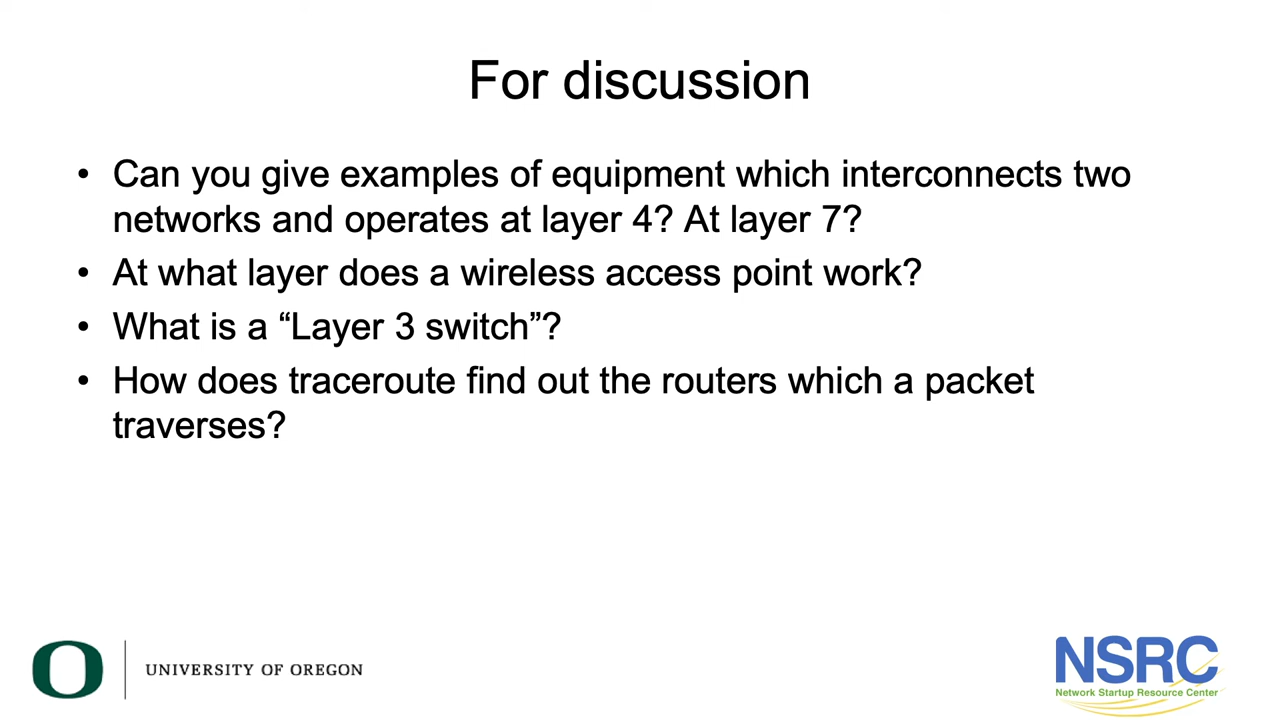 For discussion
• Can you give examples of equipment which interconnects two
networks and operates at layer 4? At layer 7?
• At what layer does a wireless access point work?
• What is a “Layer 3 switch”?
• How does traceroute find out the routers which a packet
traverses?
O
UNIVERSITY OF OREGON
NSRC
Network Startup Resource Center